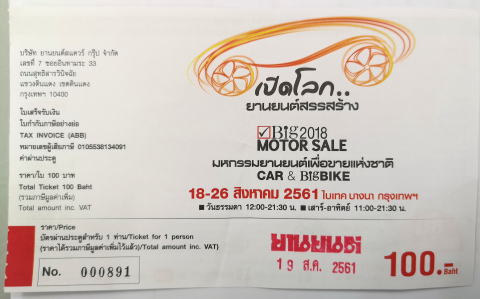 บริษัท ยานยนต์สแควร์ กรุ๊ป จำกัด
เลขที่ 7 ซอยอินทามระ 33
ถนนสุทธิสารวินิจฉัย
แขวงดินแดง เขตดินแดง
กรุงเทพฯ 10400
ใบเสร็จรับเงิน
ใบกำกับภาษีอย่างย่อ
TAX INVOICE (ABB)
หมายเลขผู้เสียภาษี 0105538134091
ค่าผ่านประตู
ราคา/ใบ 100 บาท
Total Ticket 100 Baht
(รวมภาษีมูลค่าเพิ่ม)
Total amount inc. VAT
เปิดโลก..
ยานยนต์สรรสร้าง
Big 2018
MOTOR SALE
มหกรรมยานยนต์เพื่อขายแห่งชาติ
CAR & BigBIKE
18-26 สิงหาคม 2561 ไบเทค บางนา กรุงเทพฯ
วันธรรมดา 12:00-21:30 น. เสาร์-อาทิตย์ 11:00-21:30 น.
ราคา/Price
บัตรผ่านประตูสำหรับ 1 ท่าน/Ticket for 1 person
(ราคาได้รวมภาษีมูลค่าเพิ่มไว้แล้ว)/Total amount inc. VAT)
No. 000891
ยานยนต์
19 ส.ค. 2561
100.- Baht